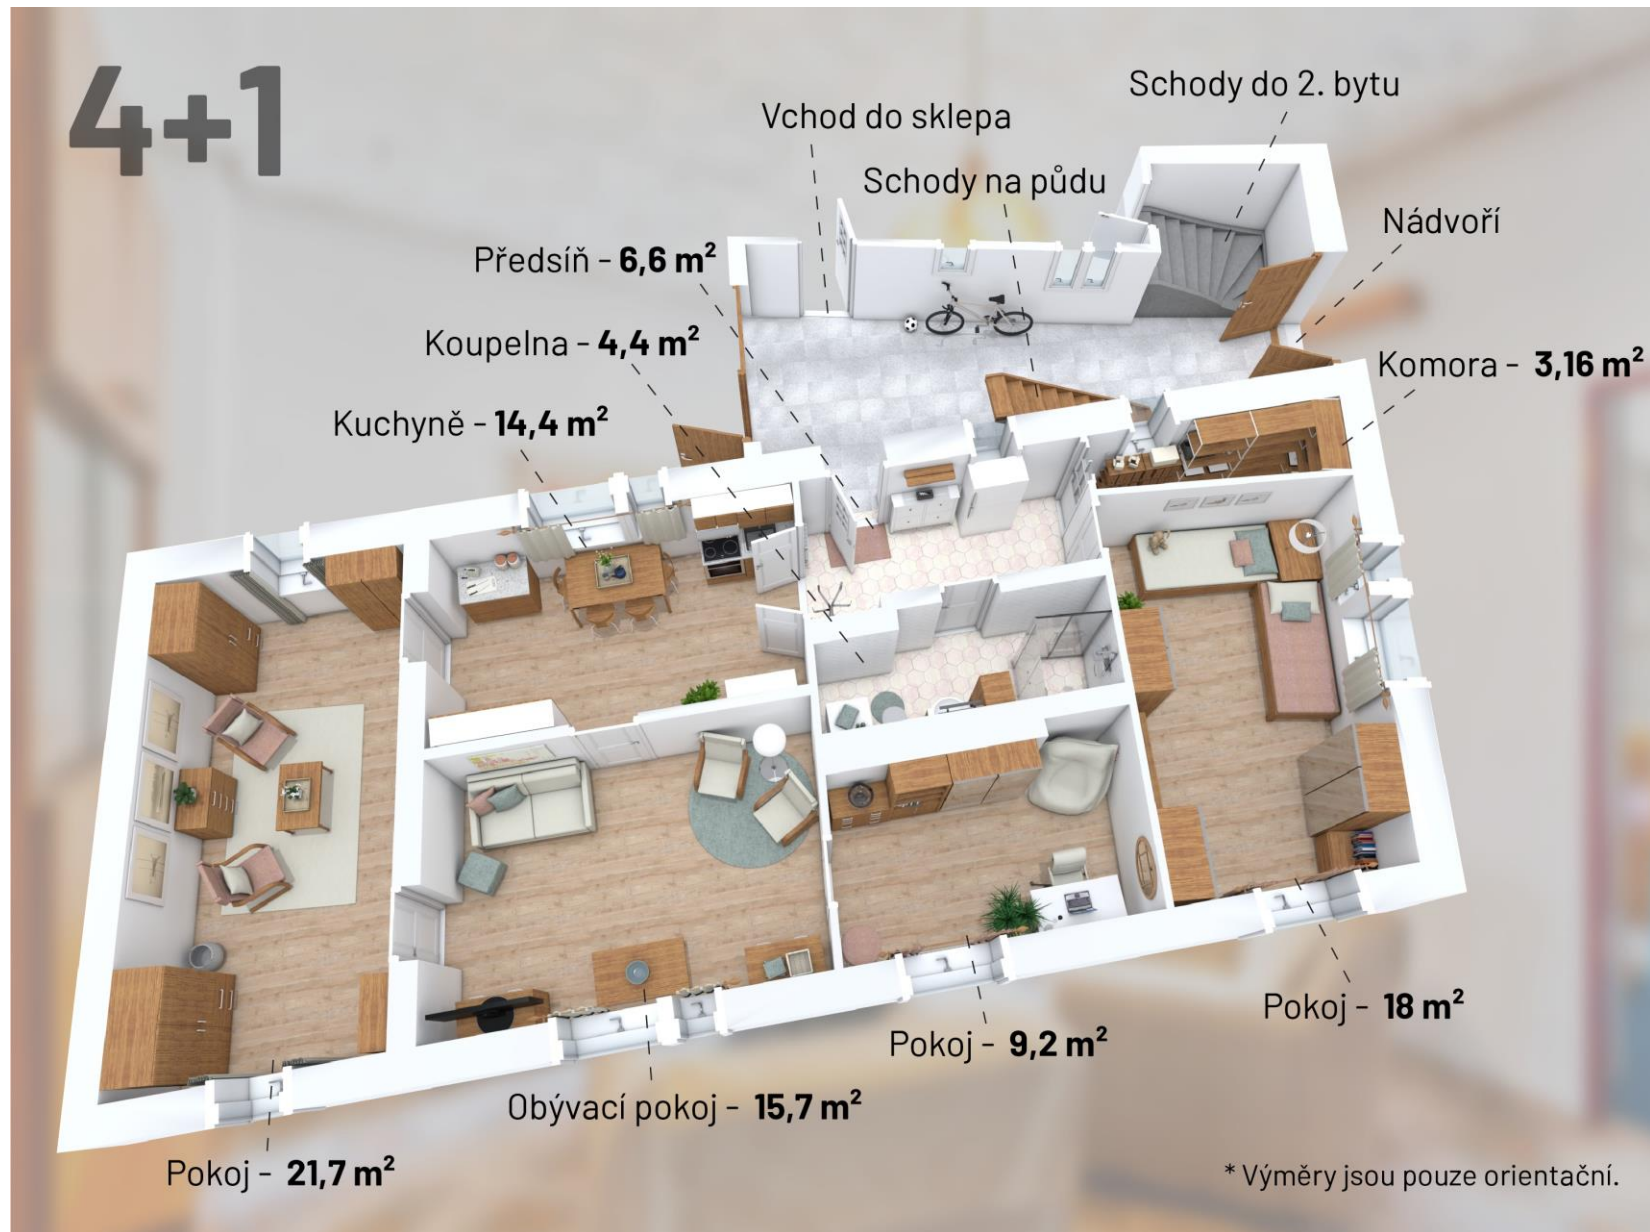 4+1
Schody do 2. bytu
Vchod do sklepa
Schody na půdu
Nádvoří
Předsíň - 6,6 m²
Koupelna - 4,4 m²
Komora - 3,16 m²
Kuchyně - 14,4 m²
Pokoj - 18 m²
Pokoj - 9,2 m²
Obývací pokoj - 15,7 m²
Pokoj - 21,7 m²
* Výměry jsou pouze orientační.